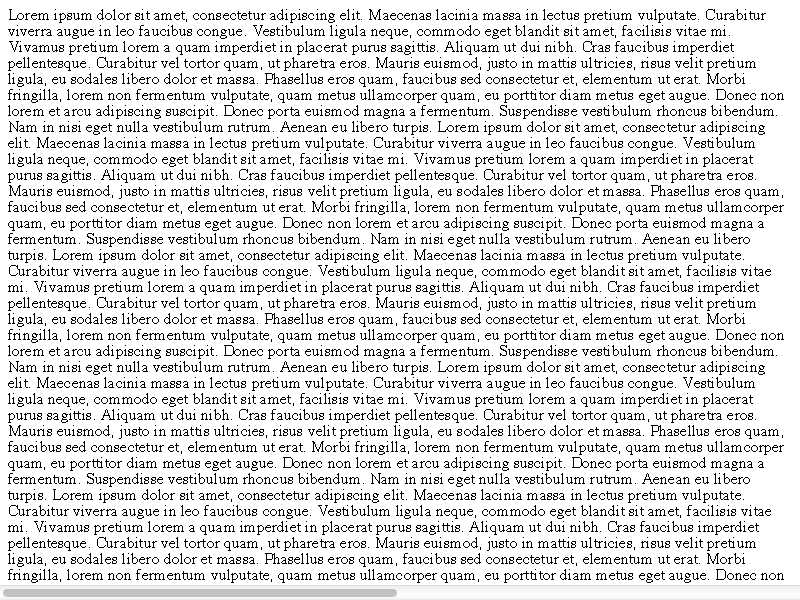 Lorem ipsum dolor sit amet, consectetur adipiscing elit. Maecenas lacinia massa in lectus pretium vulputate. Curabitur
viverra augue in leo faucibus congue. Vestibulum ligula neque, commodo eget blandit sit amet, facilisis vitae mi.
Vivamus pretium lorem a quam imperdiet in placerat purus sagittis. Aliquam ut dui nibh. Cras faucibus imperdiet
pellentesque. Curabitur vel tortor quam, ut pharetra eros. Mauris euismod, justo in mattis ultricies, risus velit pretium
ligula, eu sodales libero dolor et massa. Phasellus eros quam, faucibus sed consectetur et, elementum ut erat. Morbi
fringilla, lorem non fermentum vulputate, quam metus ullamcorper quam, eu porttitor diam metus eget augue. Donec non
lorem et arcu adipiscing suscipit. Donec porta euismod magna a fermentum. Suspendisse vestibulum rhoncus bibendum.
Nam in nisi eget nulla vestibulum rutrum. Aenean eu libero turpis. Lorem ipsum dolor sit amet, consectetur adipiscing
elit. Maecenas lacinia massa in lectus pretium vulputate. Curabitur viverra augue in leo faucibus congue. Vestibulum
ligula neque, commodo eget blandit sit amet, facilisis vitae mi. Vivamus pretium lorem a quam imperdiet in placerat
purus sagittis. Aliquam ut dui nibh. Cras faucibus imperdiet pellentesque. Curabitur vel tortor quam, ut pharetra eros.
Mauris euismod, justo in mattis ultricies, risus velit pretium ligula, eu sodales libero dolor et massa. Phasellus eros quam,
faucibus sed consectetur et, elementum ut erat. Morbi fringilla, lorem non fermentum vulputate, quam metus ullamcorper
quam, eu porttitor diam metus eget augue. Donec non lorem et arcu adipiscing suscipit. Donec porta euismod magna a
fermentum. Suspendisse vestibulum rhoncus bibendum. Nam in nisi eget nulla vestibulum rutrum. Aenean eu libero
turpis. Lorem ipsum dolor sit amet, consectetur adipiscing elit. Maecenas lacinia massa in lectus pretium vulputate.
Curabitur viverra augue in leo faucibus congue. Vestibulum ligula neque, commodo eget blandit sit amet, facilisis vitae
mi. Vivamus pretium lorem a quam imperdiet in placerat purus sagittis. Aliquam ut dui nibh. Cras faucibus imperdiet
pellentesque. Curabitur vel tortor quam, ut pharetra eros. Mauris euismod, justo in mattis ultricies, risus velit pretium
ligula, eu sodales libero dolor et massa. Phasellus eros quam, faucibus sed consectetur et, elementum ut erat. Morbi
fringilla, lorem non fermentum vulputate, quam metus ullamcorper quam, eu porttitor diam metus eget augue. Donec non
lorem et arcu adipiscing suscipit. Donec porta euismod magna a fermentum. Suspendisse vestibulum rhoncus bibendum.
Nam in nisi eget nulla vestibulum rutrum. Aenean eu libero turpis. Lorem ipsum dolor sit amet, consectetur adipiscing
elit. Maecenas lacinia massa in lectus pretium vulputate. Curabitur viverra augue in leo faucibus congue. Vestibulum
ligula neque, commodo eget blandit sit amet, facilisis vitae mi. Vivamus pretium lorem a quam imperdiet in placerat
purus sagittis. Aliquam ut dui nibh. Cras faucibus imperdiet pellentesque. Curabitur vel tortor quam, ut pharetra eros.
Mauris euismod, justo in mattis ultricies, risus velit pretium ligula, eu sodales libero dolor et massa. Phasellus eros quam,
faucibus sed consectetur et, elementum ut erat. Morbi fringilla, lorem non fermentum vulputate, quam metus ullamcorper
quam, eu porttitor diam metus eget augue. Donec non lorem et arcu adipiscing suscipit. Donec porta euismod magna a
fermentum. Suspendisse vestibulum rhoncus bibendum. Nam in nisi eget nulla vestibulum rutrum. Aenean eu libero
turpis. Lorem ipsum dolor sit amet, consectetur adipiscing elit. Maecenas lacinia massa in lectus pretium vulputate.
Curabitur viverra augue in leo faucibus congue. Vestibulum ligula neque, commodo eget blandit sit amet, facilisis vitae
mi. Vivamus pretium lorem a quam imperdiet in placerat purus sagittis. Aliquam ut dui nibh. Cras faucibus imperdiet
pellentesque. Curabitur vel tortor quam, ut pharetra eros. Mauris euismod, justo in mattis ultricies, risus velit pretium
ligula, eu sodales libero dolor et massa. Phasellus eros quam, faucibus sed consectetur et, elementum ut erat. Morbi
fringilla, lorem non fermentum vulputate, quam metus ullamcorper quam, eu porttitor diam metus eget augue. Donec non